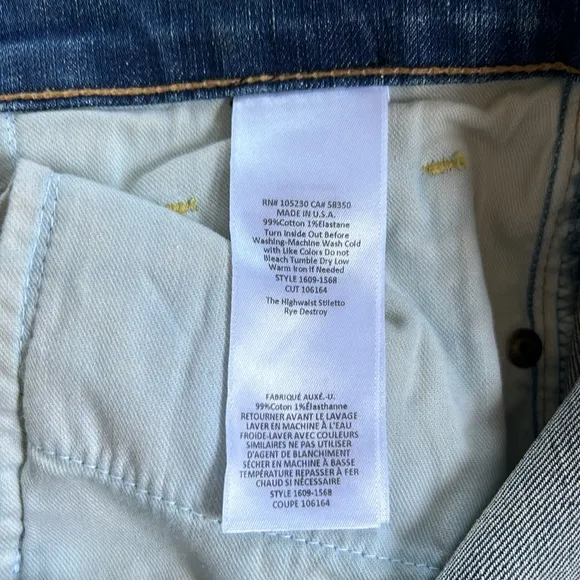 RN# 105230 CA# 58350
MADE IN U.S.A.
99%Cotton 1%Elastane
Turn Inside Out Before
Washing-Machine Wash Cold
with Like Colors Do not
Bleach Tumble Dry Low
Warm Iron if Needed
STYLE 1609-1568
CUT 106164
The Highwaist Stiletto
Rye Destroy
FABRIQUÉ AUXÉ.-U.
99%Coton 1%Élasthanne
RETOURNER AVANT LE LAVAGE
LAVER EN MACHINE À L'EAU
FROIDE-LAVER AVEC COULEURS
SIMILAIRES NE PAS UTILISER
D'AGENT DE BLANCHIMENT
SÉCHER EN MACHINE À BASSE
TEMPÉRATURE REPASSER À FER
CHAUD SI NÉCESSAIRE
STYLE 1609-1568
COUPE 106164